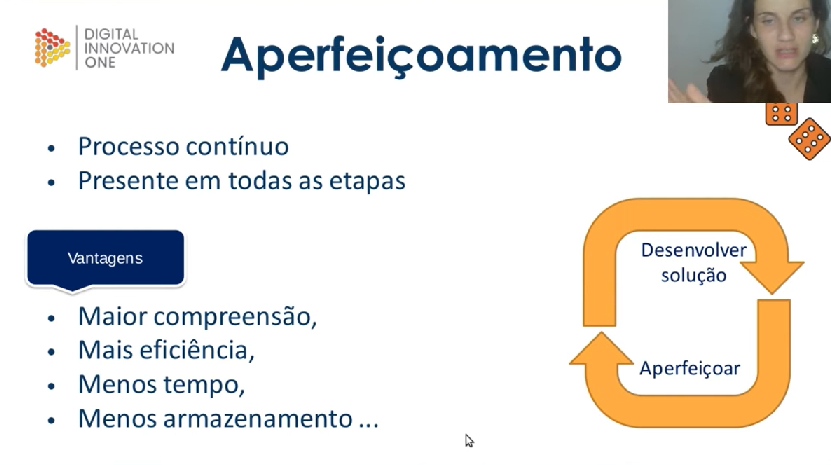 DIGITAL
INNOVATION
ONE
Aperfeiçoamento
• Processo contínuo
• Presente em todas as etapas
Vantagens
• Maior compreensão,
• Mais eficiência,
• Menos tempo,
• Menos armazenamento ...
Desenvolver
solução
Aperfeiçoar